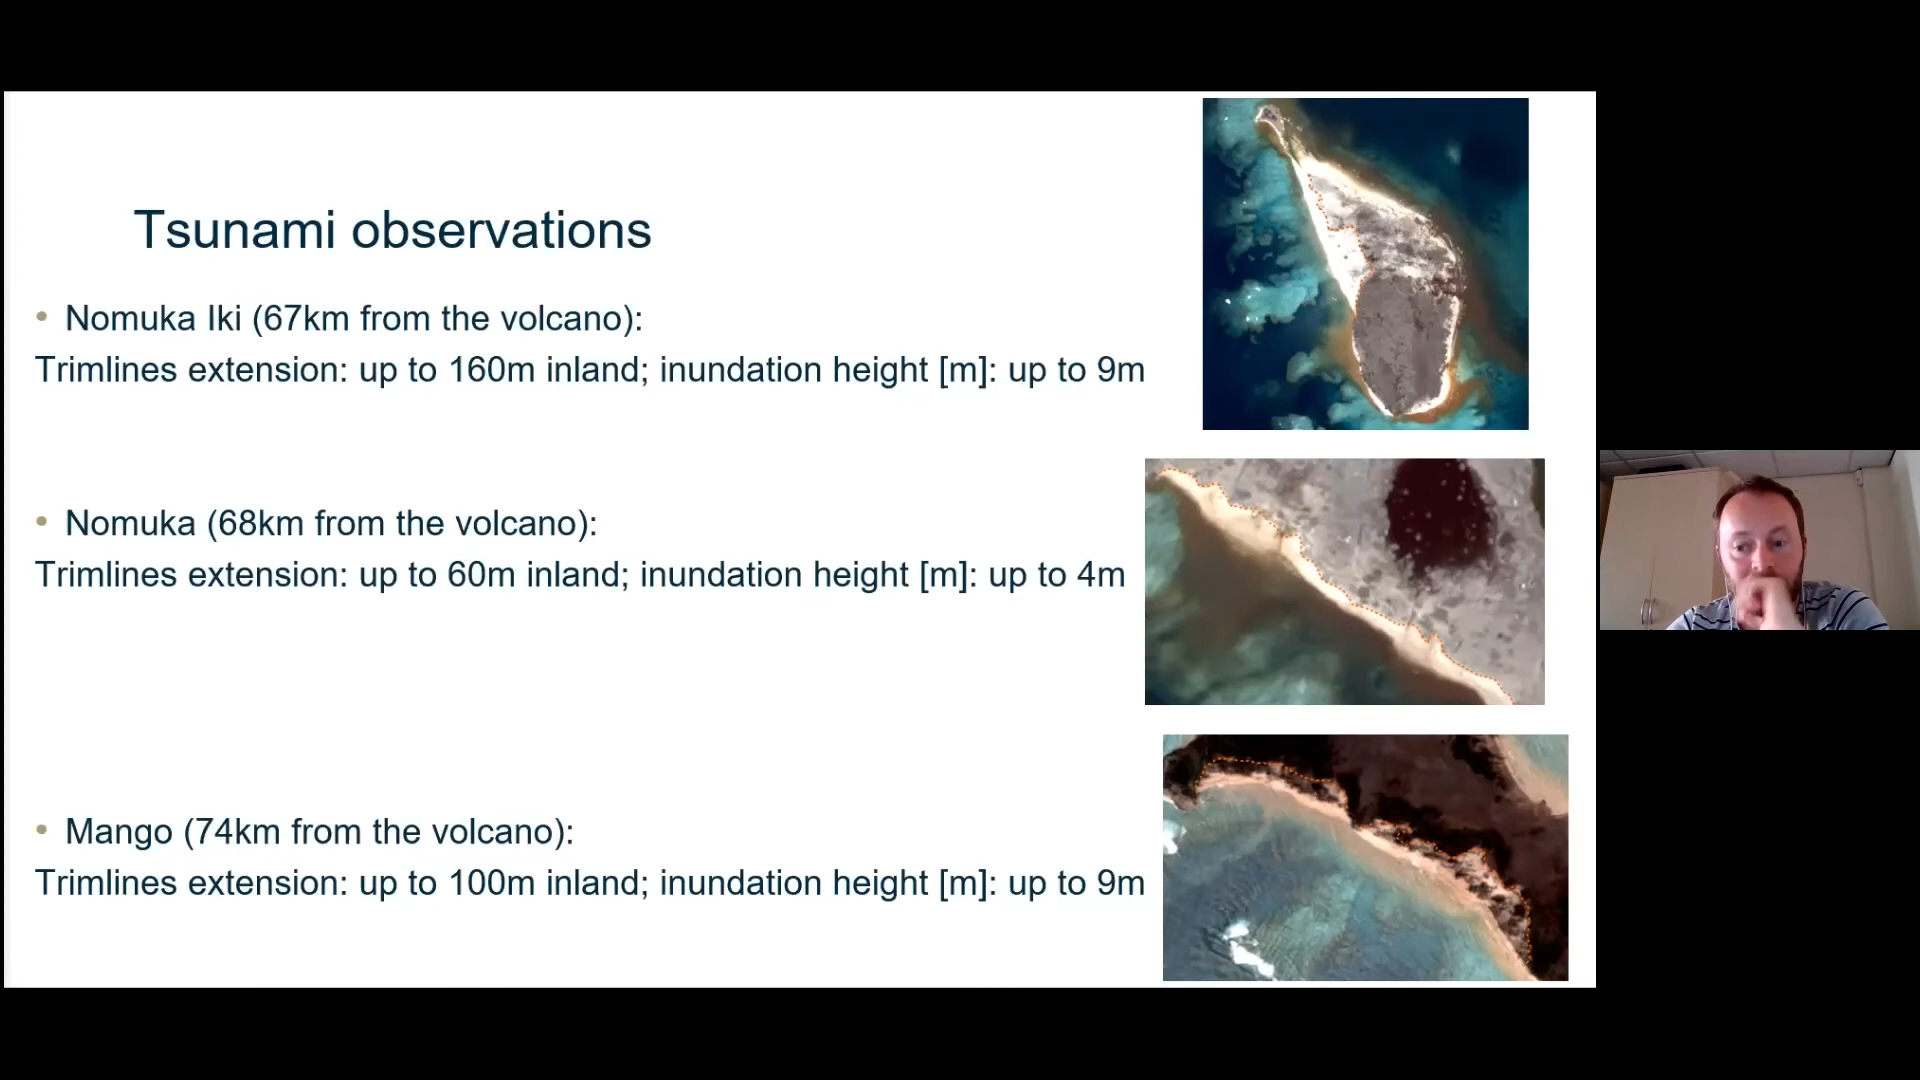 Tsunami observations
• Nomuka Iki (67km from the volcano):
Trimlines extension: up to 160m inland; inundation height [m]: up to 9m
• Nomuka (68km from the volcano):
Trimlines extension: up to 60m inland; inundation height [m]: up to 4m
• Mango (74km from the volcano):
Trimlines extension: up to 100m inland; inundation height [m]: up to 9m